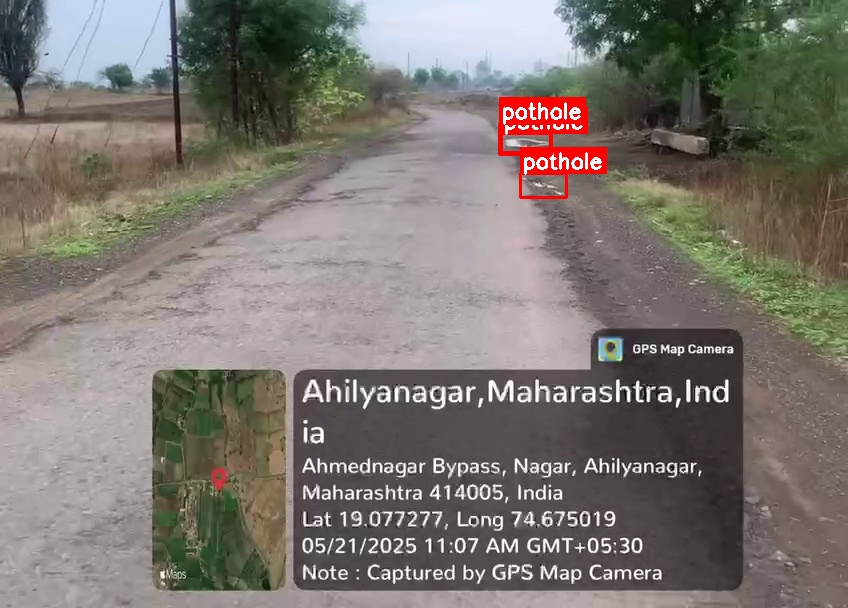 pothole
pothole
pothole
GPS Map Camera
Ahilyanagar,Maharashtra,Ind
ia
Ahmednagar Bypass, Nagar, Ahilyanagar,
Maharashtra 414005, India
Lat 19.077277, Long 74.675019
05/21/2025 11:07 AM GMT+05:30
Note : Captured by GPS Map Camera
Maps